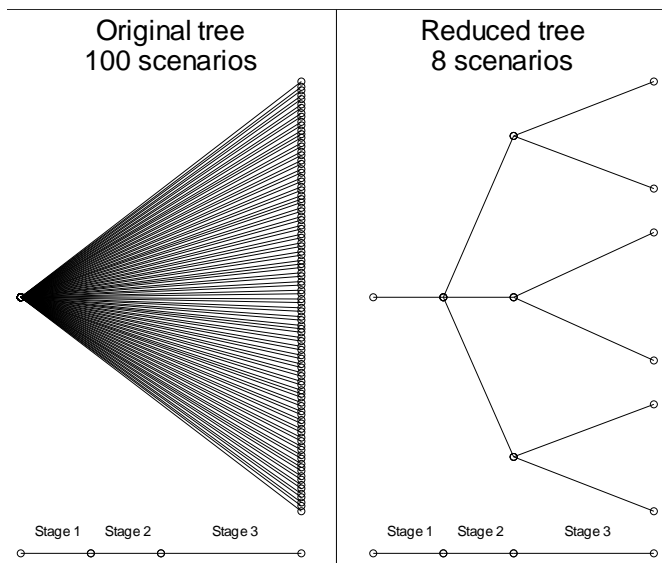 Original tree
100 scenarios
Reduced tree
8 scenarios
Stage 1 Stage 2 Stage 3
Stage 1 Stage 2 Stage 3